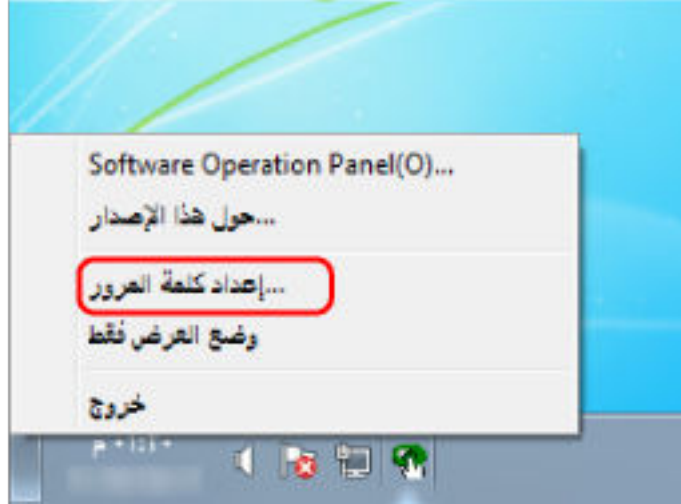 Software Operation Panel(O)...
حول هذا الإصدار...
إعداد كلمة المرور...
وضع العرض فقط
خروج